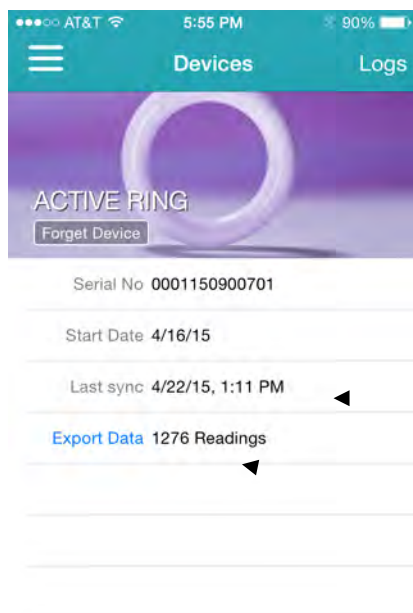 AT&T 5:55 PM 90%
Devices Logs
ACTIVE RING
Forget Device
Serial No 0001150900701
Start Date 4/16/15
Last sync 4/22/15, 1:11 PM
Export Data 1276 Readings